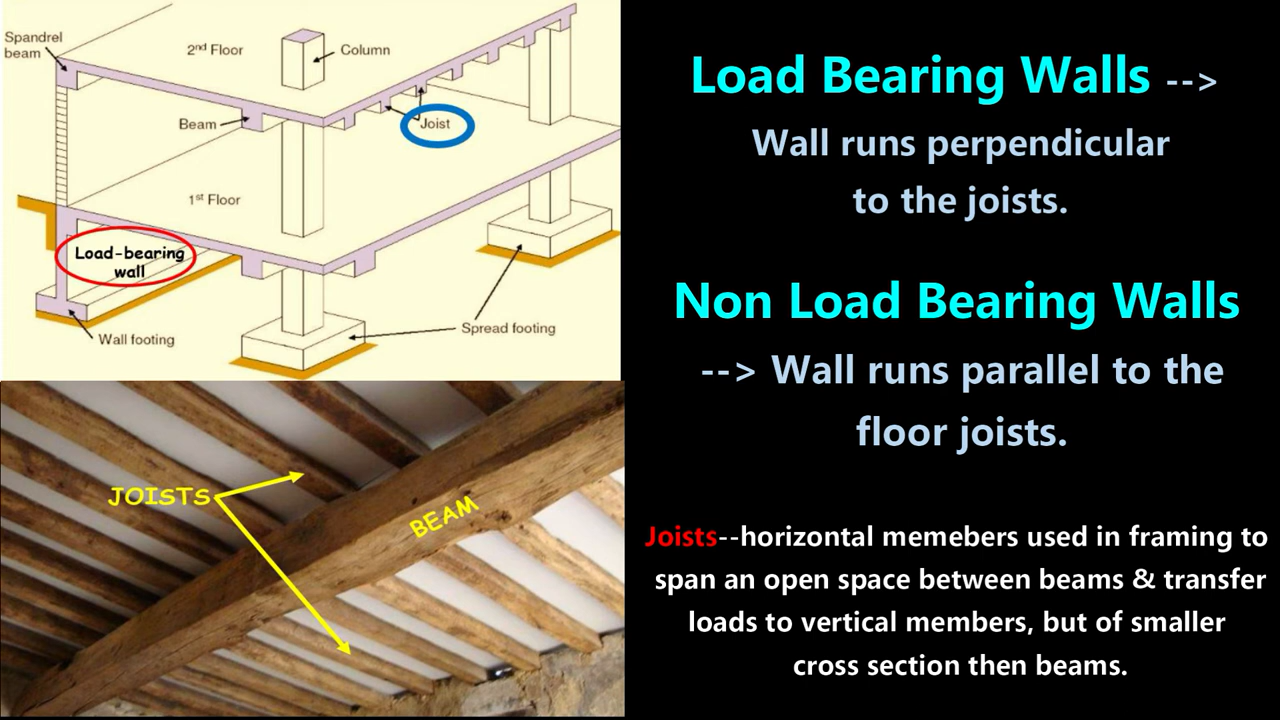 Spandrel
beam
2nd Floor
Column
Beam
Joist
1st Floor
Load-bearing
wall
Wall footing
Spread footing
JOISTS
BEAM
Load Bearing Walls -->
Wall runs perpendicular
to the joists.
Non Load Bearing Walls
--> Wall runs parallel to the
floor joists.
Joists--horizontal memebers used in framing to
span an open space between beams & transfer
loads to vertical members, but of smaller
cross section then beams.